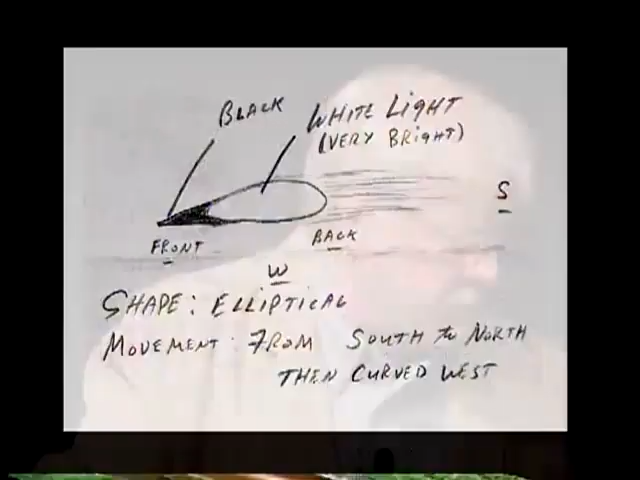 BLACK
WHITE LIGHT
(VERY BRIGHT)
S
FRONT
BACK
W
SHAPE: ELLIPTICAL
MOVEMENT: FROM SOUTH to NORTH
THEN CURVED WEST